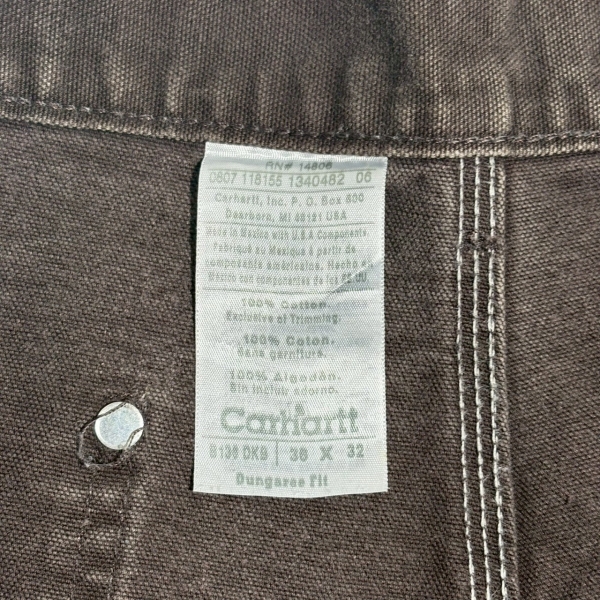 RN# 14806
0807 118155 1340482 06
Carhartt, Inc. P. O. Box 600
Dearborn, MI 48121 USA
Made in Mexico with U.S.A Components.
Fabriqué au Mexique à partir de
composants américains. Hecho en
México con componentes de los EE.UU.
100% Cotton.
Exclusive of Trimming.
100% Coton.
Sans garniture.
100% Algodón.
Sin incluir adorno.
Carhartt
B136 DKB 36 X 32
Dungaree Fit